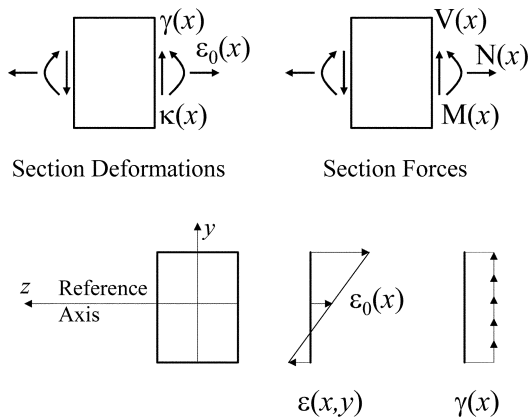 γ(x)
ε₀(x)
κ(x)
Section Deformations
V(x)
N(x)
M(x)
Section Forces
y
z
Reference
Axis
ε₀(x)
ε(x,y)
γ(x)